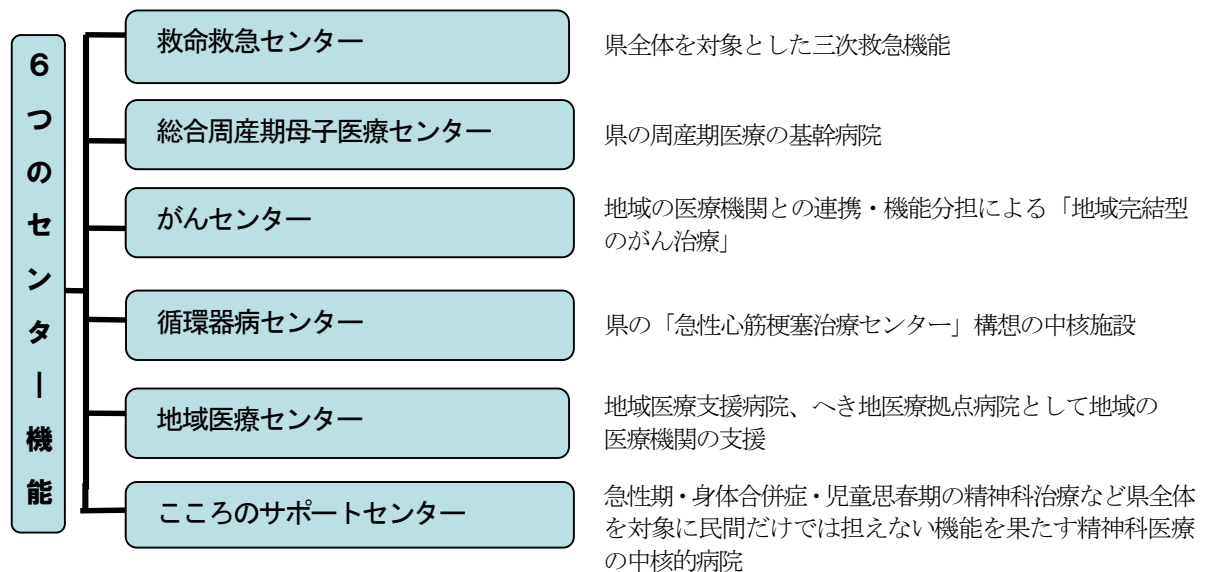 6つのセンター機能
救命救急センター
県全体を対象とした三次救急機能
総合周産期母子医療センター
県の周産期医療の基幹病院
がんセンター
地域の医療機関との連携・機能分担による「地域完結型
のがん治療」
循環器病センター
県の「急性心筋梗塞治療センター」構想の中核施設
地域医療センター
地域医療支援病院、へき地医療拠点病院として地域の
医療機関の支援
こころのサポートセンター
急性期・身体合併症・児童思春期の精神科治療など県全体
を対象に民間だけでは担えない機能を果たす精神科医療
の中核的病院